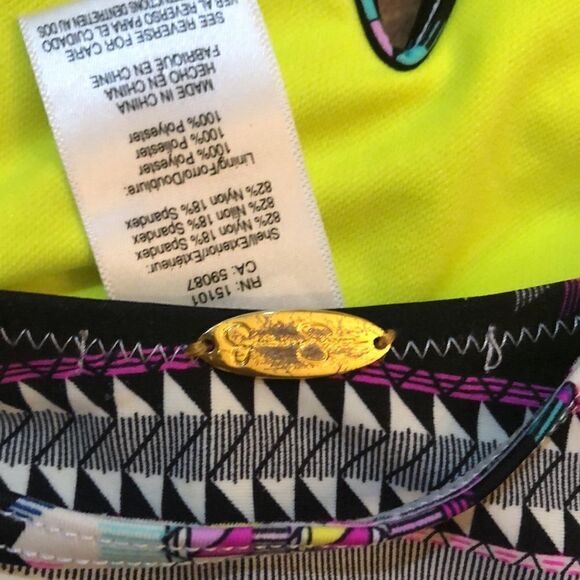 RN: 15101
CA: 59087
Shell/Exterior/Extérieur:
82% Nylon 18% Spandex
82% Nilon 18% Spandex
82% Nylon 18% Spandex
Lining/Forro/Doublure:
100% Polyester
100% Poliester
100% Polyester
MADE IN CHINA
HECHO EN CHINA
FABRIQUE EN CHINE
SEE REVERSE FOR CARE
VER AL REVERSO PARA EL CUIDADO